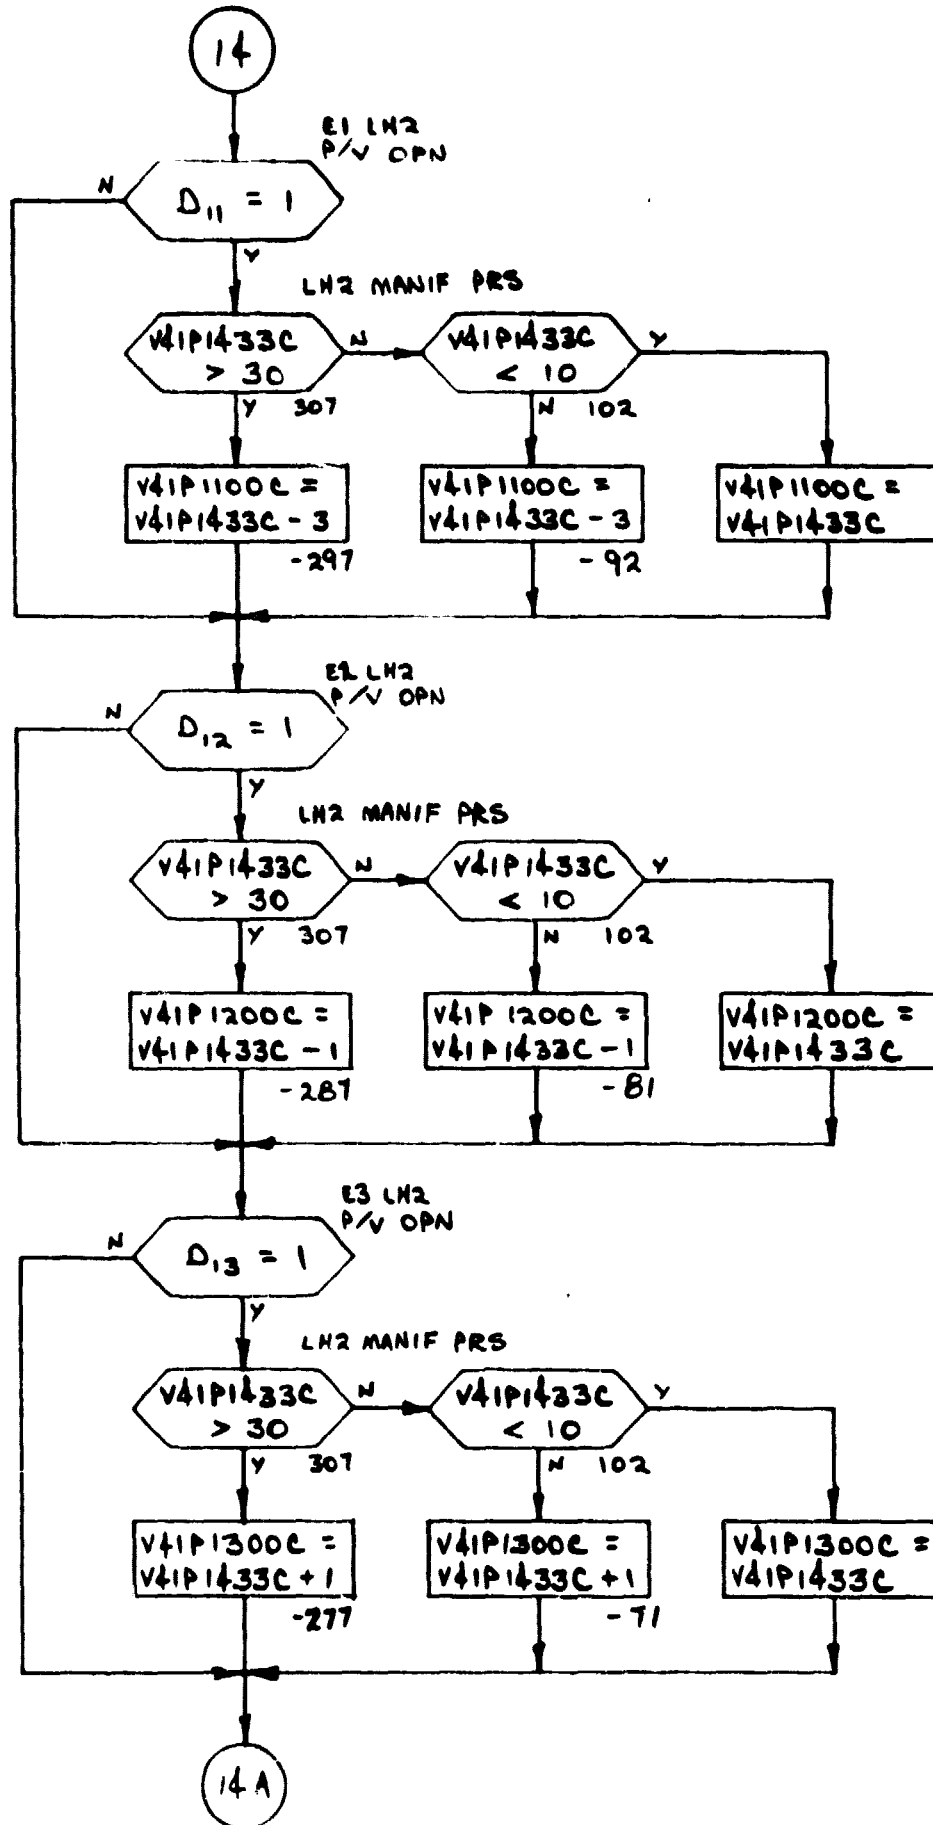 14
E1 LH2
P/V OPN
N
D11 = 1
Y
LH2 MANIF PRS
V41P1433C
> 30
N
V41P1433C
< 10
Y
Y 307
N 102
V41P1100C =
V41P1433C - 3
V41P1100C =
V41P1433C - 3
V41P1100C =
V41P1433C
-297
-92
E2 LH2
P/V OPN
N
D12 = 1
Y
LH2 MANIF PRS
V41P1433C
> 30
N
V41P1433C
< 10
Y
Y 307
N 102
V41P1200C =
V41P1433C - 1
V41P1200C =
V41P1433C - 1
V41P1200C =
V41P1433C
-287
-81
E3 LH2
P/V OPN
N
D13 = 1
Y
LH2 MANIF PRS
V41P1433C
> 30
N
V41P1433C
< 10
Y
Y 307
N 102
V41P1300C =
V41P1433C + 1
V41P1300C =
V41P1433C + 1
V41P1300C =
V41P1433C
-277
-71
14A